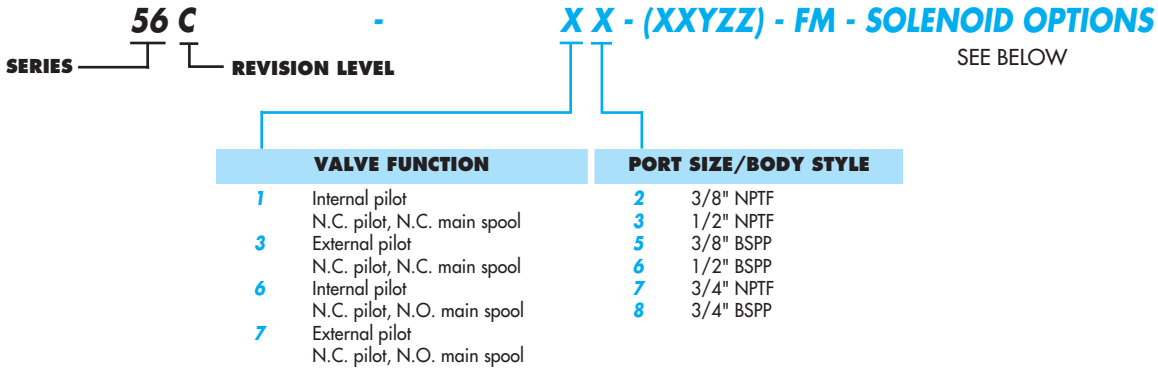 56 C - X X - (XXYZZ) - FM - SOLENOID OPTIONS
SEE BELOW
SERIES
REVISION LEVEL
VALVE FUNCTION
1 Internal pilot
N.C. pilot, N.C. main spool
3 External pilot
N.C. pilot, N.C. main spool
6 Internal pilot
N.C. pilot, N.O. main spool
7 External pilot
N.C. pilot, N.O. main spool
PORT SIZE/BODY STYLE
2 3/8" NPTF
3 1/2" NPTF
5 3/8" BSPP
6 1/2" BSPP
7 3/4" NPTF
8 3/4" BSPP